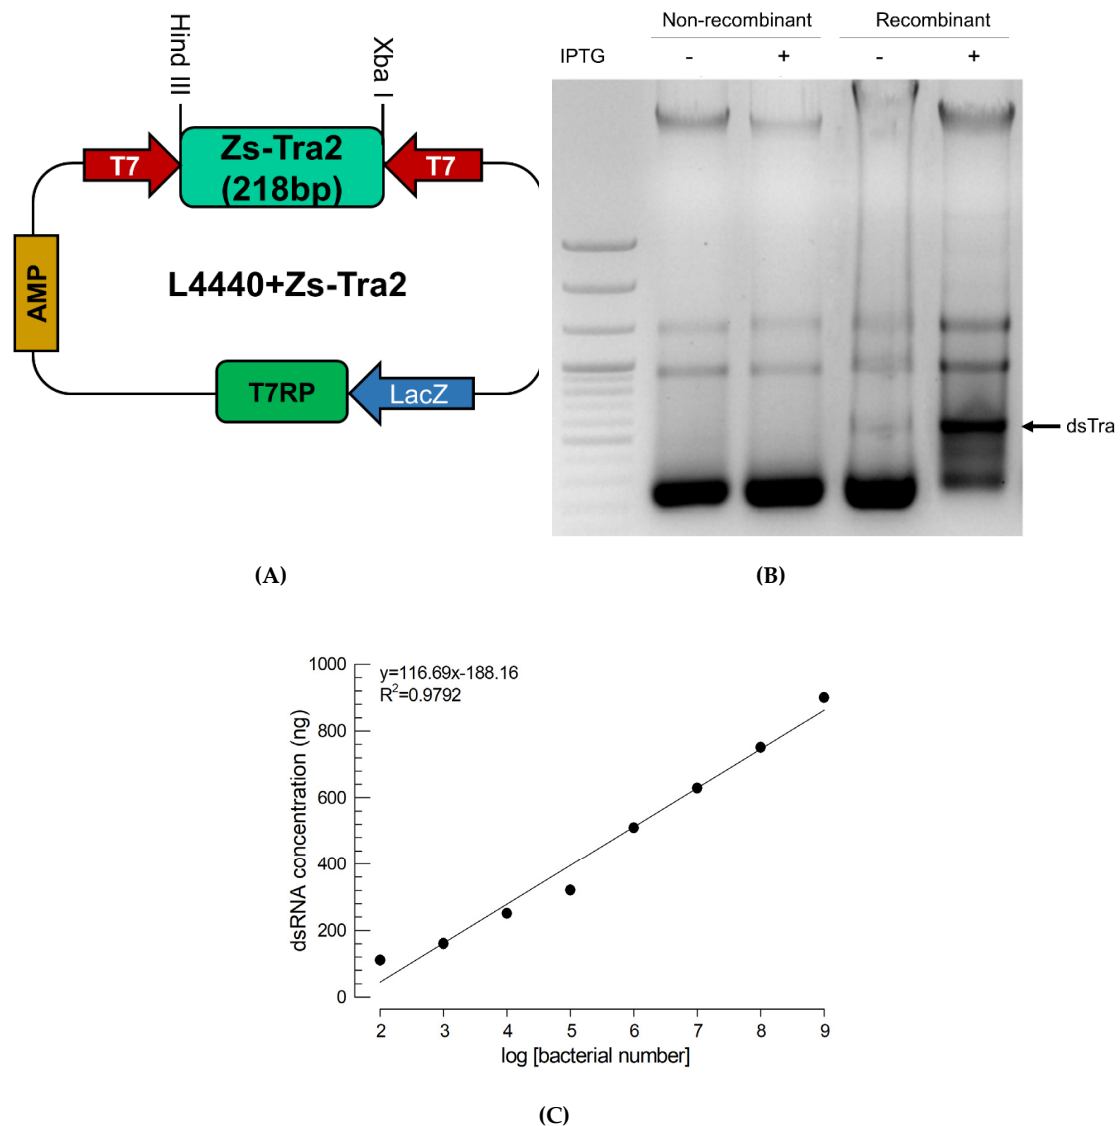 Hind III
Xba I
T7
Zs-Tra2
(218bp)
T7
AMP
L4440+Zs-Tra2
T7RP
LacZ
(A)
Non-recombinant
Recombinant
IPTG - + - +
dsTra
(B)
y=116.69x-188.16
R²=0.9792
dsRNA concentration (ng)
1000
800
600
400
200
0
2 3 4 5 6 7 8 9
log [bacterial number]
(C)